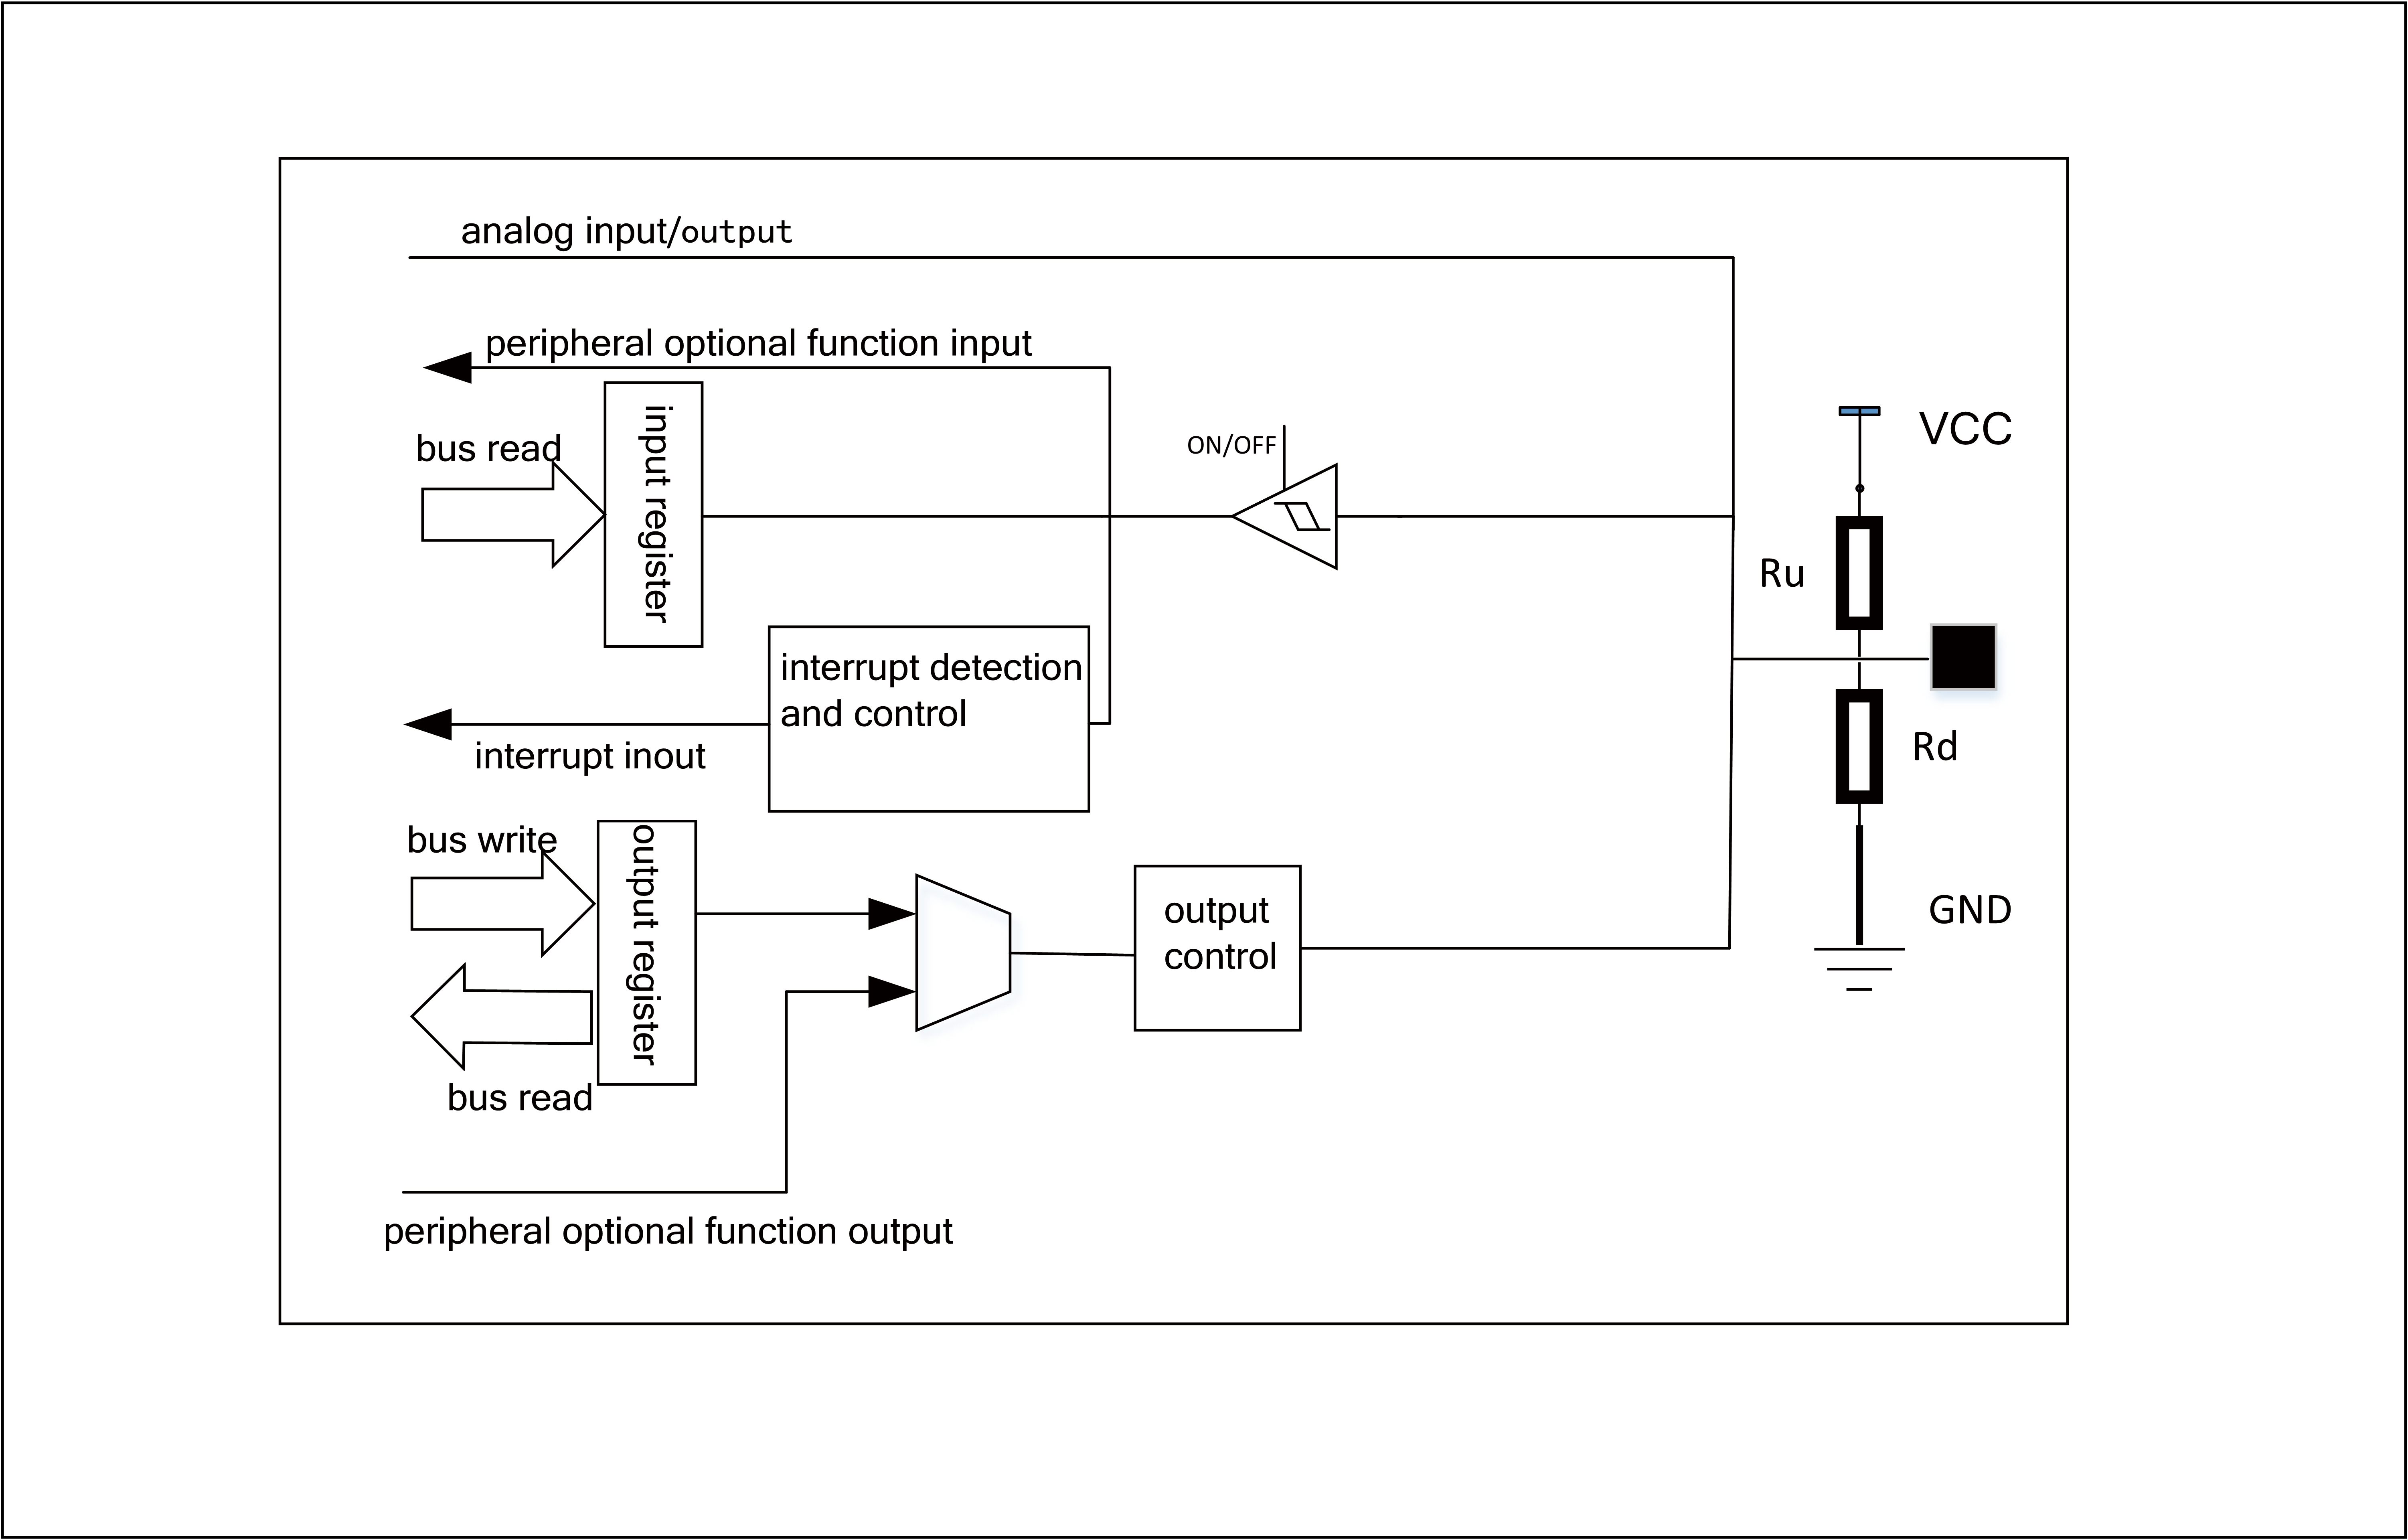 analog input/output
peripheral optional function input
bus read
input register
ON/OFF
VCC
Ru
interrupt detection
and control
interrupt inout
Rd
bus write
output register
output
control
GND
bus read
peripheral optional function output